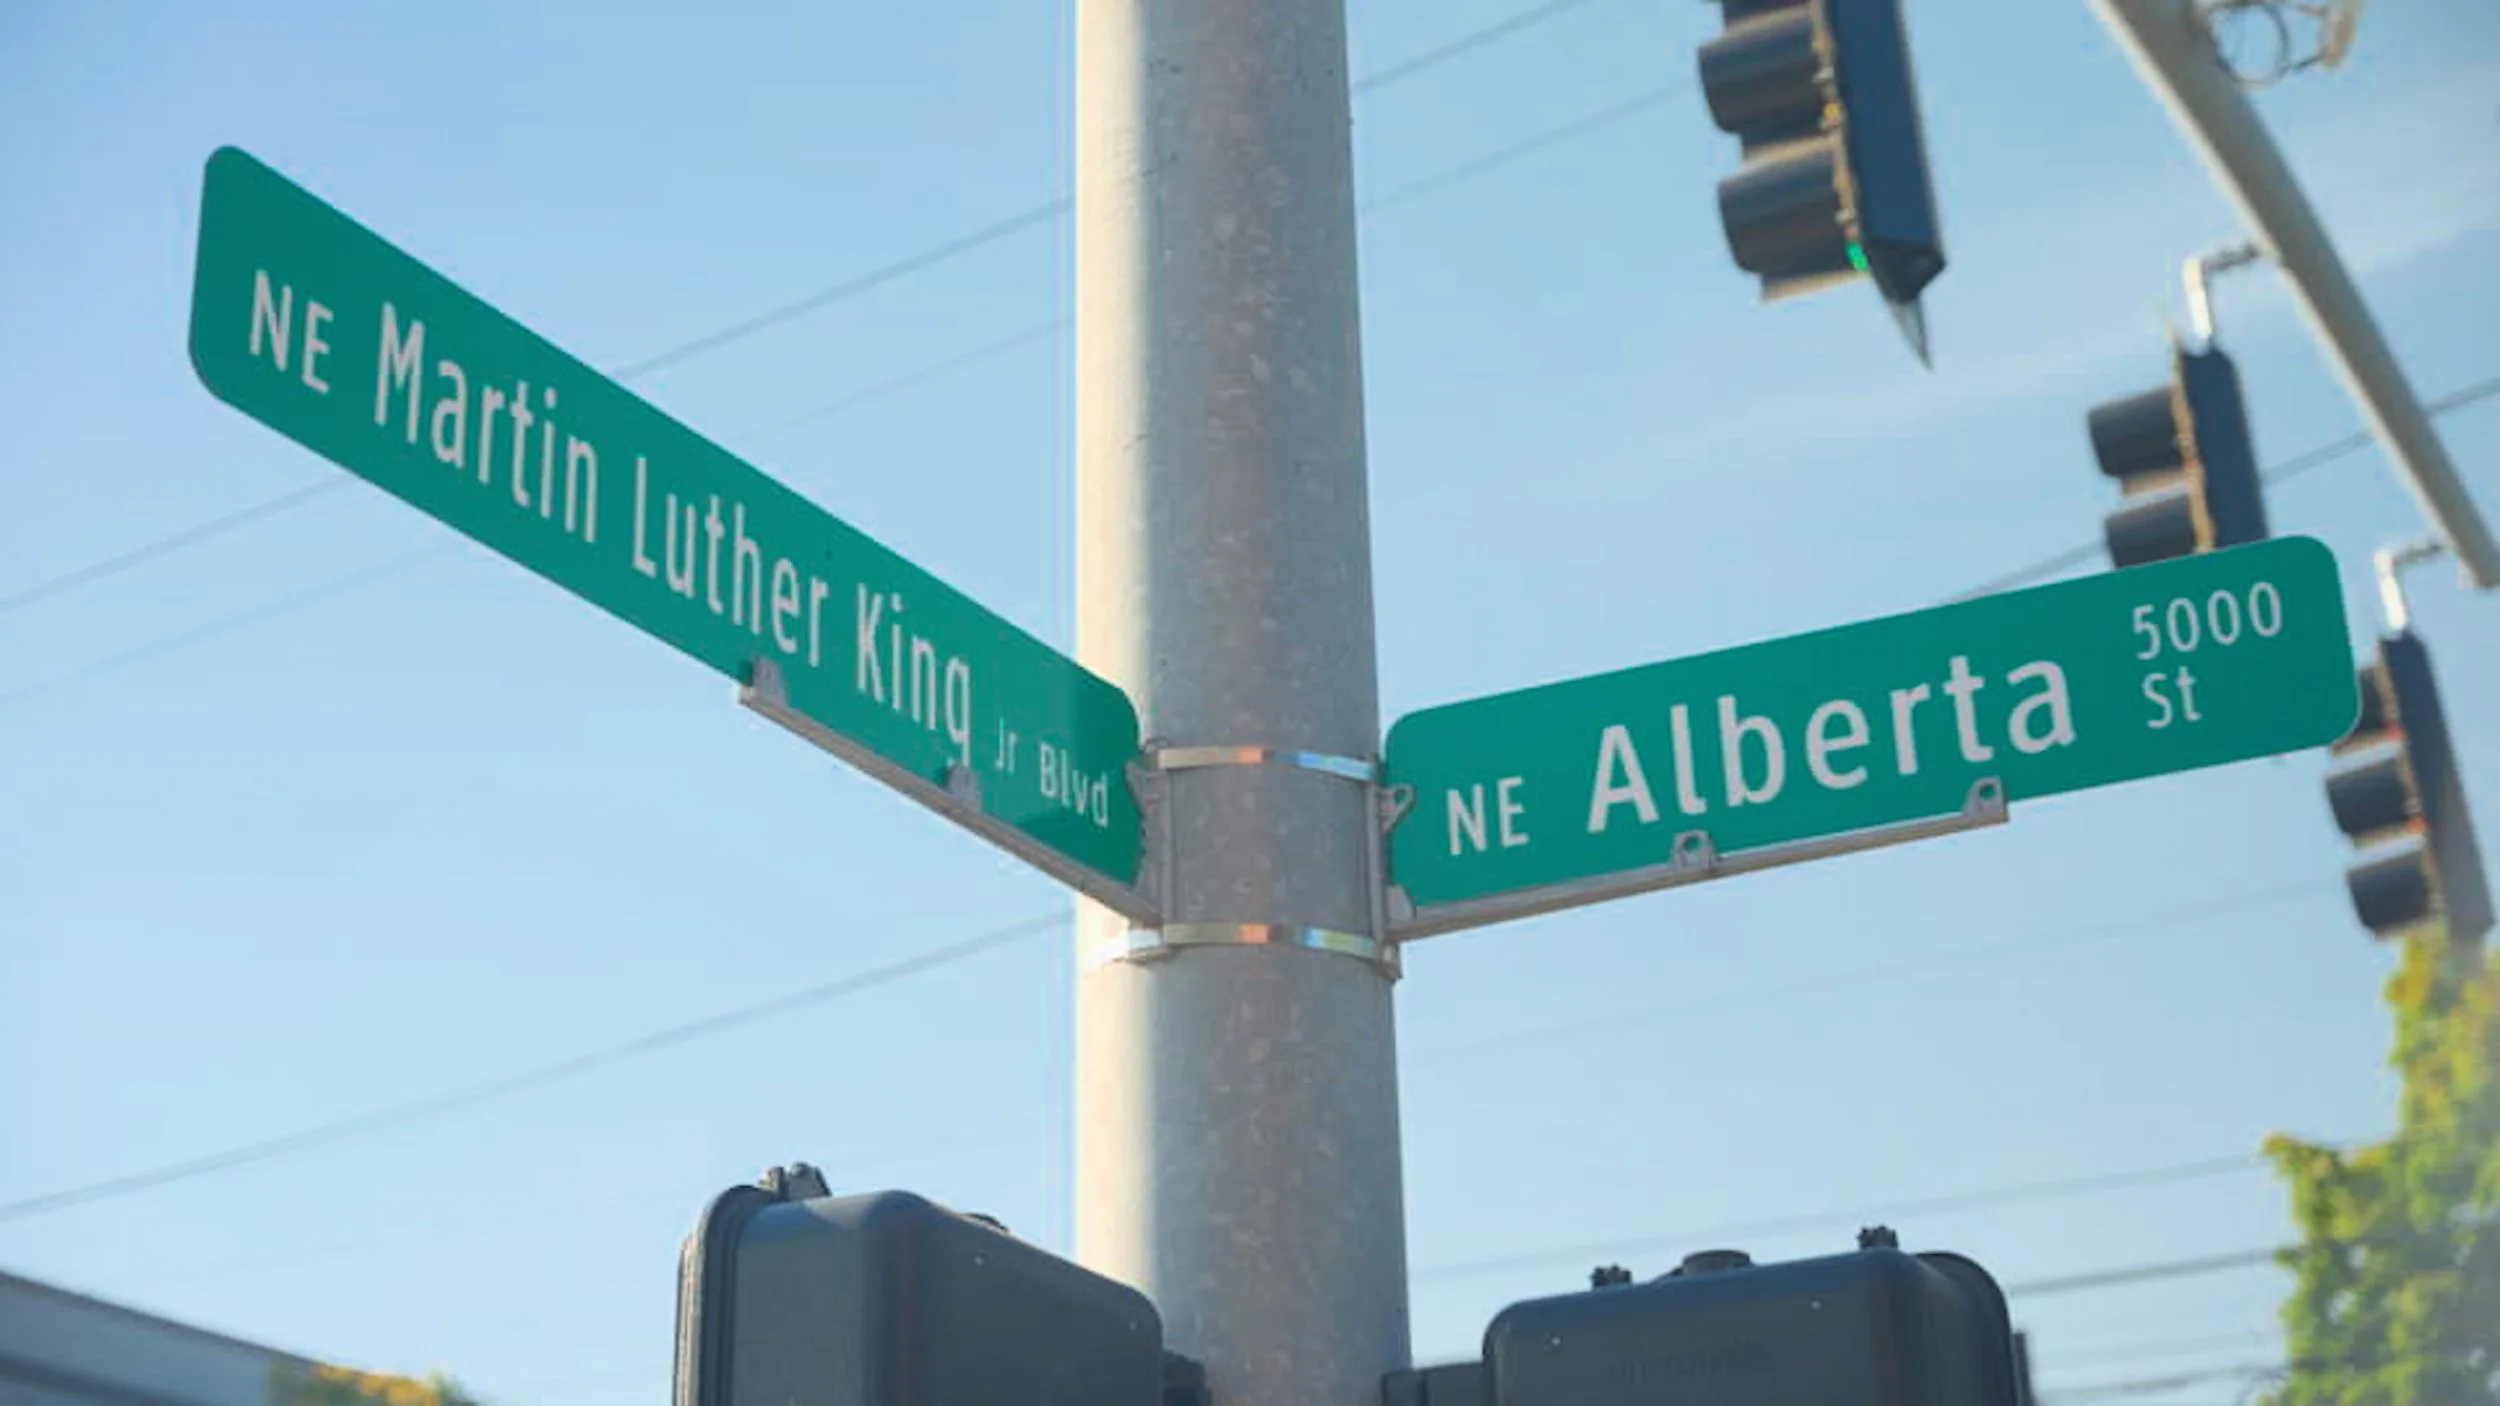 NE Martin Luther King Jr Blvd
5000
NE Alberta St